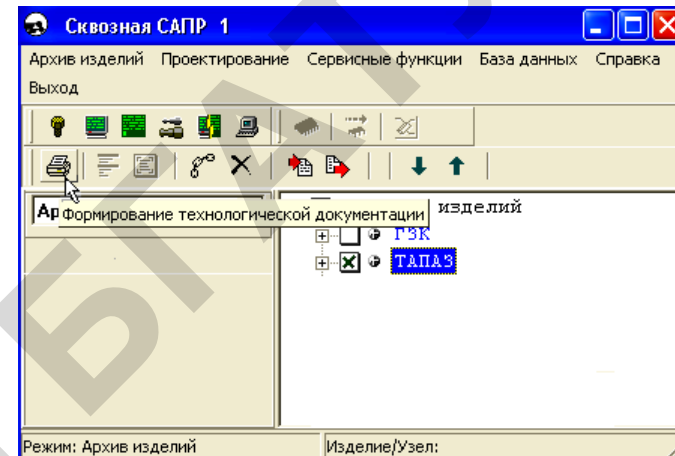 Сквозная САПР 1
Архив изделий Проектирование Сервисные функции База данных Справка
Выход
Ар
Формирование технологической документации
изделий
ГЗК
ТАПАЗ
Режим: Архив изделий Изделие/Узел:
БГАТУ